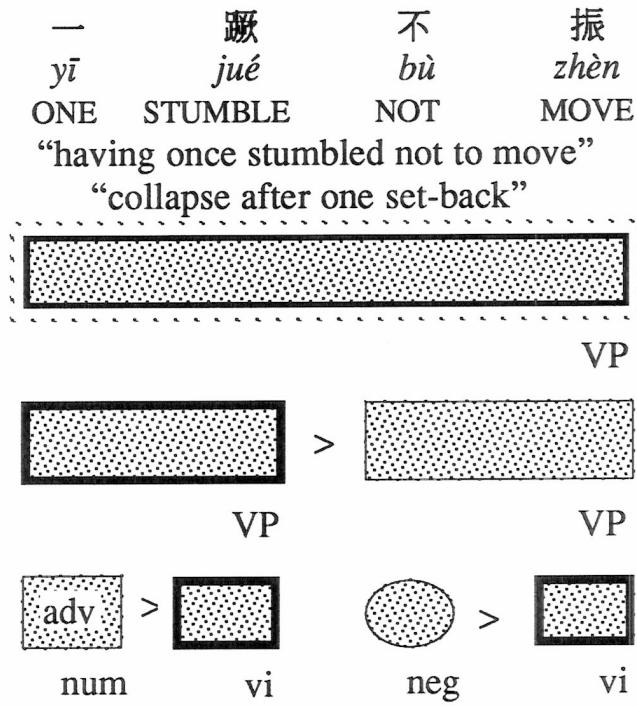 一 蹶 不 振
yī jué bù zhèn
ONE STUMBLE NOT MOVE
“having once stumbled not to move”
“collapse after one set-back”
VP
>
VP VP
adv > >
num vi neg vi